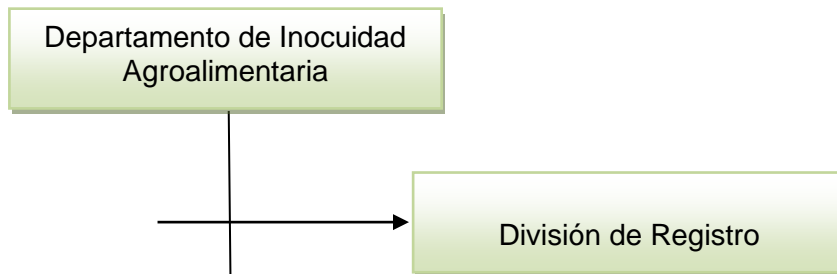 Departamento de Inocuidad
Agroalimentaria
División de Registro